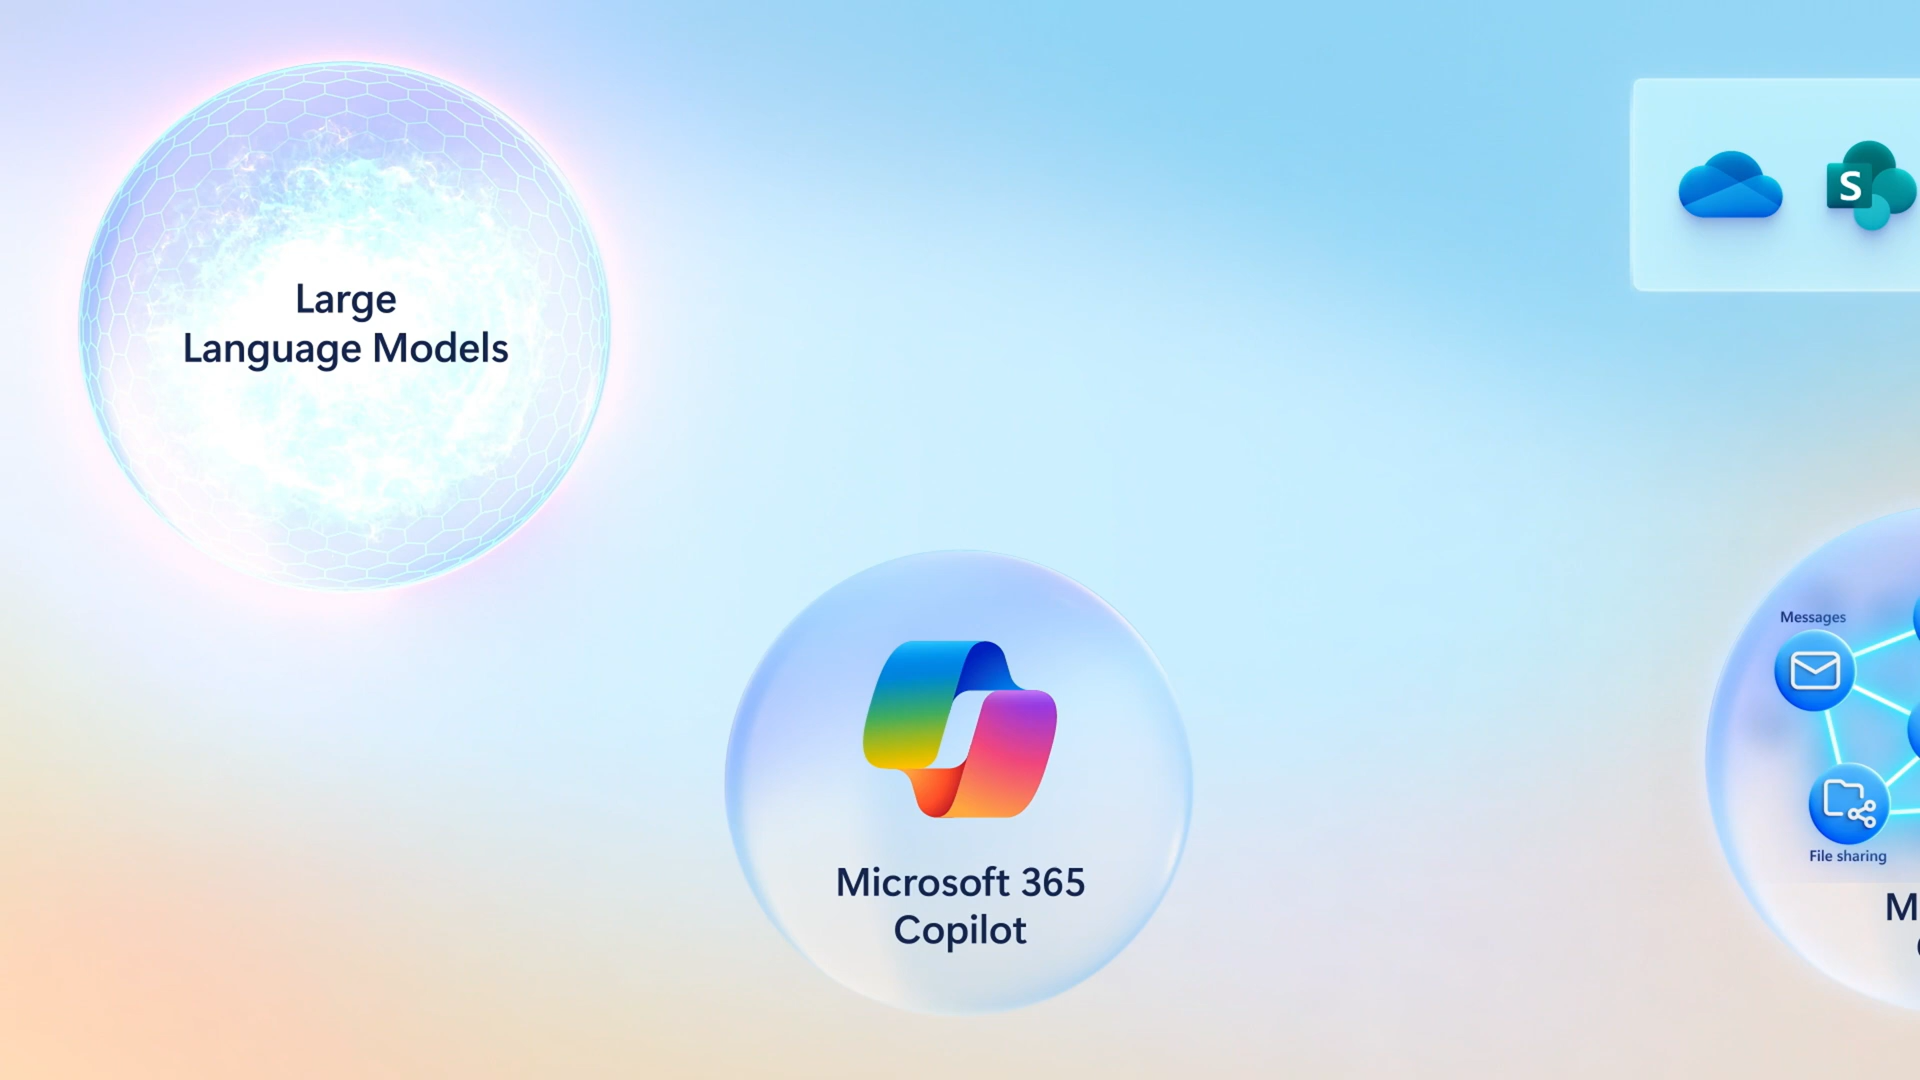 Large
Language Models
S
Messages
File sharing
Microsoft 365
Copilot
M